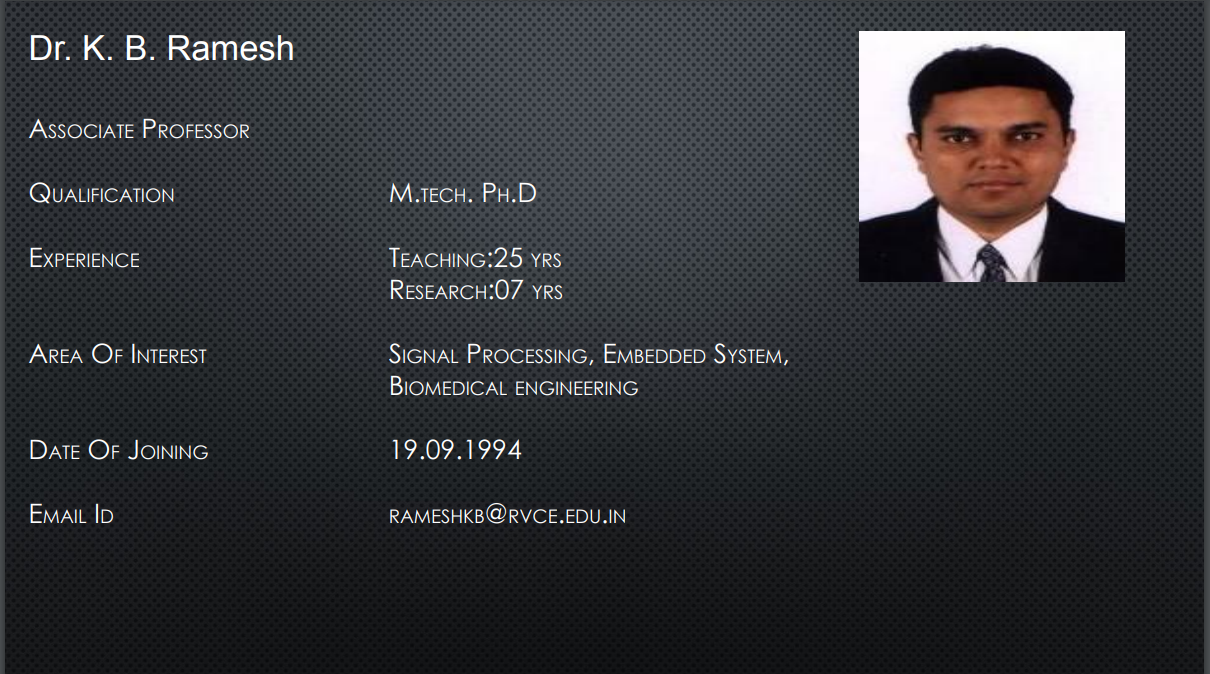 Dr. K. B. Ramesh
Associate Professor
Qualification M.tech. Ph.D
Experience Teaching:25 yrs
Research:07 yrs
Area Of Interest Signal Processing, Embedded System,
Biomedical engineering
Date Of Joining 19.09.1994
Email Id rameshkb@rvce.edu.in